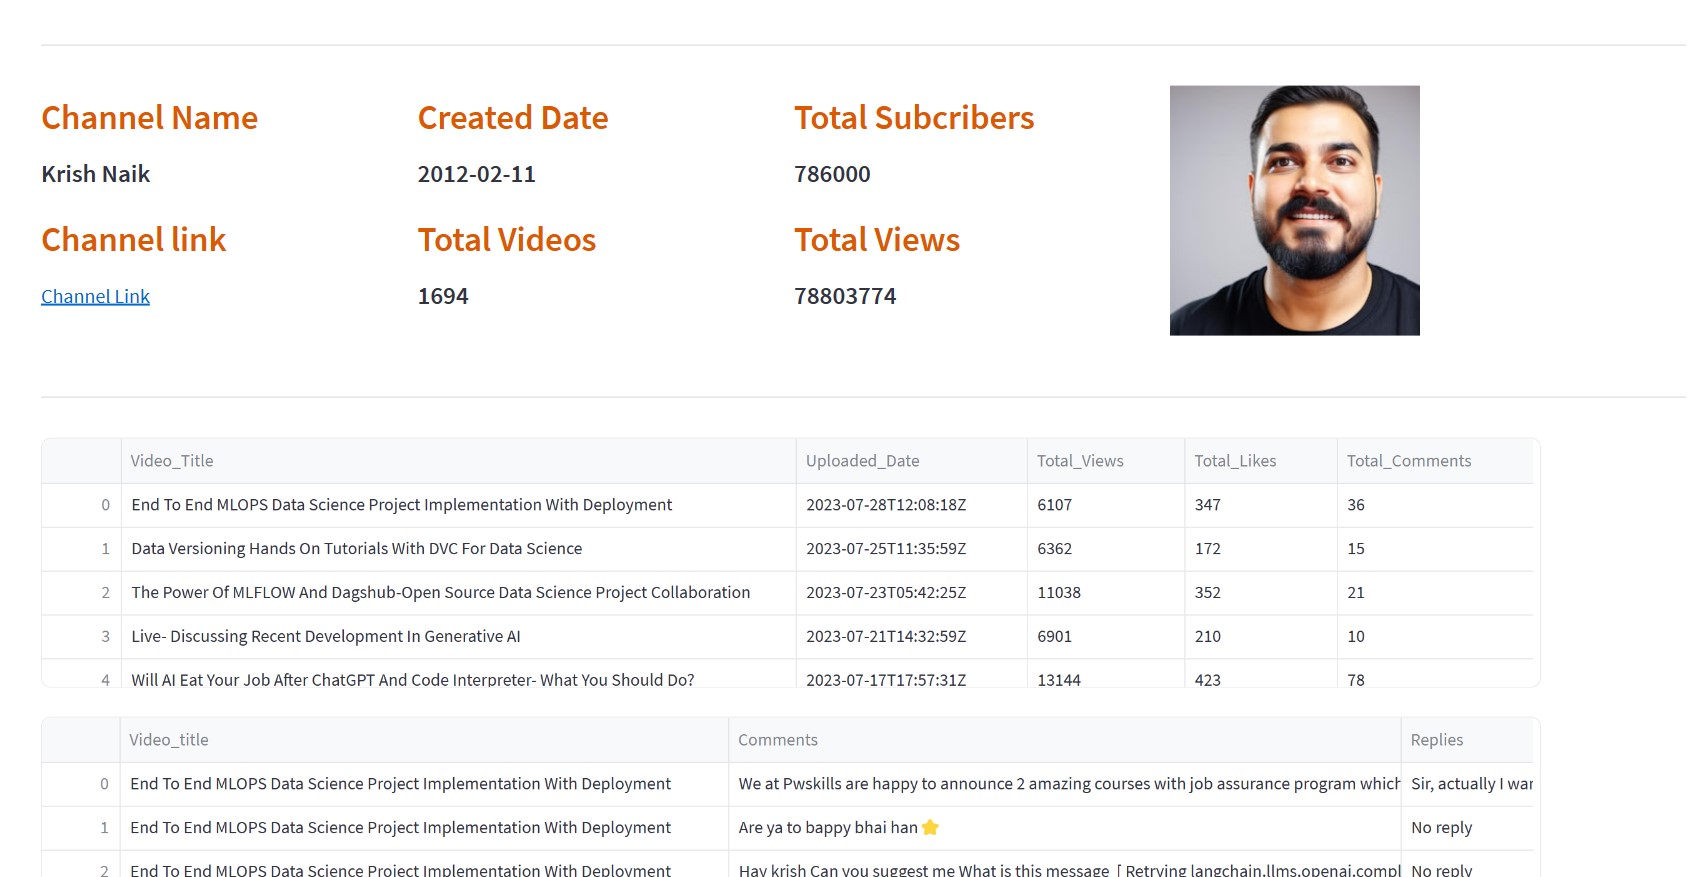 Channel Name Created Date Total Subcribers
Krish Naik 2012-02-11 786000
Channel link Total Videos Total Views
Channel Link 1694 78803774
Video_Title Uploaded_Date Total_Views Total_Likes Total_Comments
0 End To End MLOPS Data Science Project Implementation With Deployment 2023-07-28T12:08:18Z 6107 347 36
1 Data Versioning Hands On Tutorials With DVC For Data Science 2023-07-25T11:35:59Z 6362 172 15
2 The Power Of MLFLOW And Dagshub-Open Source Data Science Project Collaboration 2023-07-23T05:42:25Z 11038 352 21
3 Live- Discussing Recent Development In Generative AI 2023-07-21T14:32:59Z 6901 210 10
4 Will AI Eat Your Job After ChatGPT And Code Interpreter- What You Should Do? 2023-07-17T17:57:31Z 13144 423 78
Video_title Comments Replies
0 End To End MLOPS Data Science Project Implementation With Deployment We at Pwskills are happy to announce 2 amazing courses with job assurance program which Sir, actually I wan
1 End To End MLOPS Data Science Project Implementation With Deployment Are ya to bappy bhai han ⭐ No reply
2 End To End MLOPS Data Science Project Implementation With Deployment Hay krish Can you suggest me What is this message [ Retrying langchain.llms.openai.compl No reply